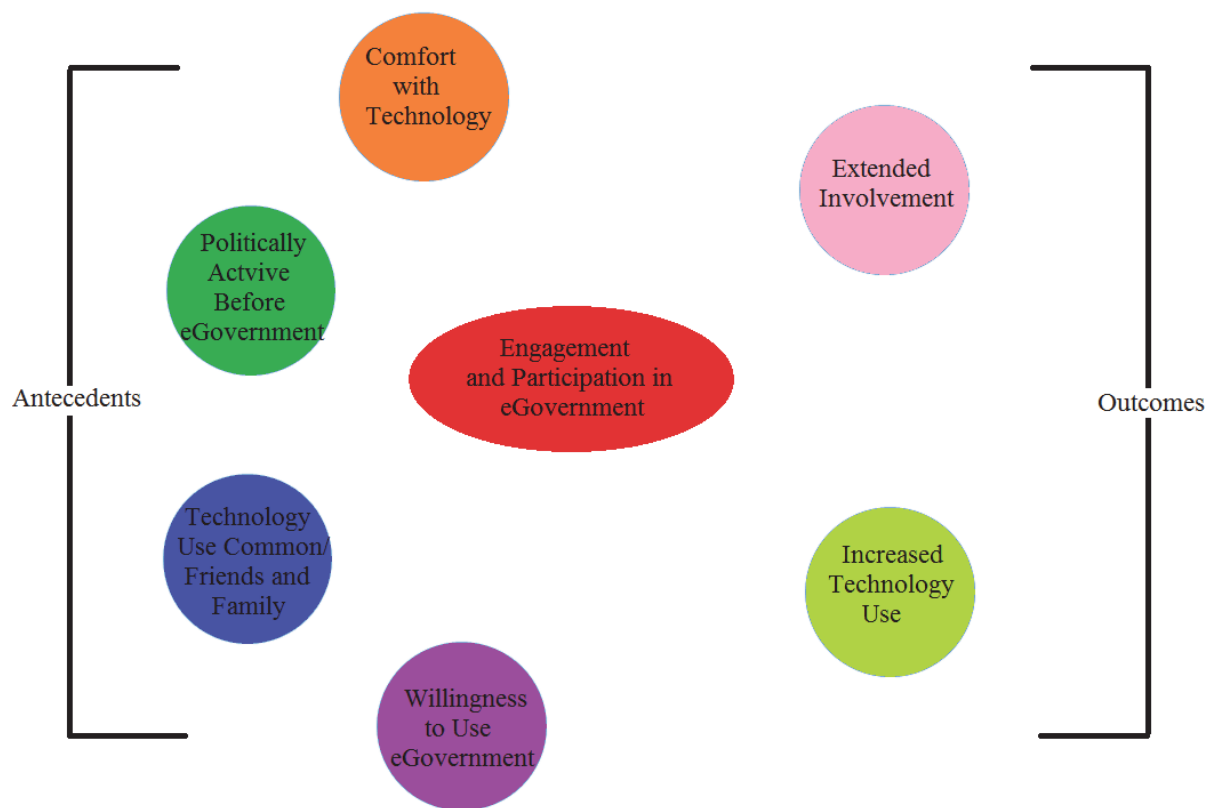 Comfort
with
Technology
Extended
Involvement
Politically
Actvive
Before
eGovernment
Engagement
and Participation in
eGovernment
Antecedents
Outcomes
Technology
Use Common/
Friends and
Family
Increased
Technology
Use
Willingness
to Use
eGovernment